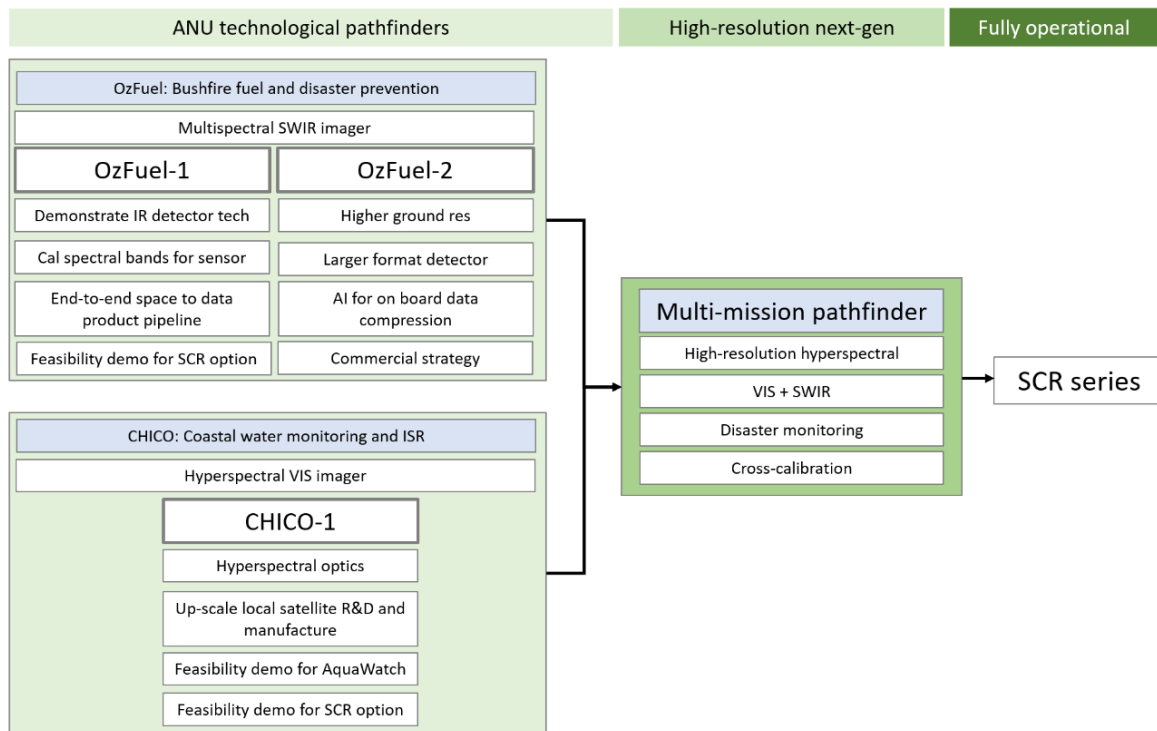 ANU technological pathfinders
High-resolution next-gen
Fully operational
OzFuel: Bushfire fuel and disaster prevention
Multispectral SWIR imager
OzFuel-1
OzFuel-2
Demonstrate IR detector tech
Higher ground res
Cal spectral bands for sensor
Larger format detector
End-to-end space to data
product pipeline
AI for on board data
compression
Feasibility demo for SCR option
Commercial strategy
CHICO: Coastal water monitoring and ISR
Hyperspectral VIS imager
CHICO-1
Hyperspectral optics
Up-scale local satellite R&D and
manufacture
Feasibility demo for AquaWatch
Feasibility demo for SCR option
Multi-mission pathfinder
High-resolution hyperspectral
VIS + SWIR
Disaster monitoring
Cross-calibration
SCR series